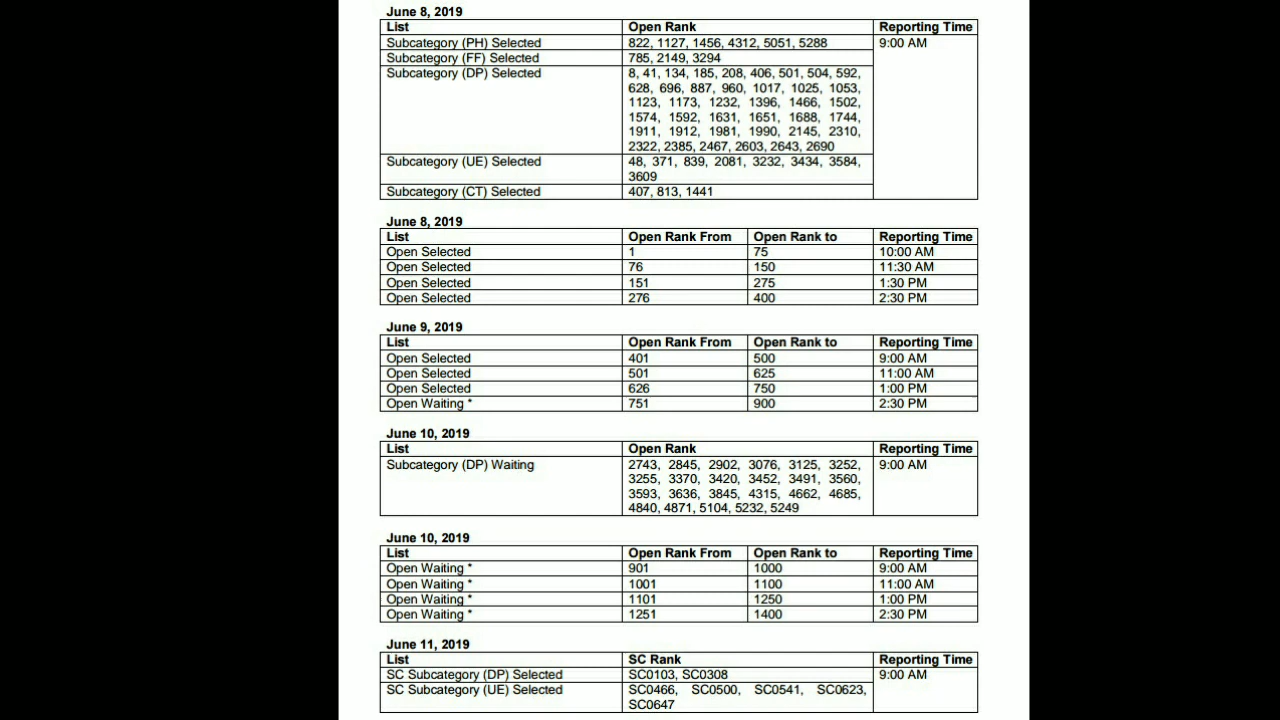 June 8, 2019
List Open Rank Reporting Time
Subcategory (PH) Selected 822, 1127, 1456, 4312, 5051, 5288 9:00 AM
Subcategory (FF) Selected 785, 2149, 3294
Subcategory (DP) Selected 8, 41, 134, 185, 208, 406, 501, 504, 592,
628, 696, 887, 960, 1017, 1025, 1053,
1123, 1173, 1232, 1396, 1466, 1502,
1574, 1592, 1631, 1651, 1688, 1744,
1911, 1912, 1981, 1990, 2145, 2310,
2322, 2385, 2467, 2603, 2643, 2690
Subcategory (UE) Selected 48, 371, 839, 2081, 3232, 3434, 3584,
3609
Subcategory (CT) Selected 407, 813, 1441
June 8, 2019
List Open Rank From Open Rank to Reporting Time
Open Selected 1 75 10:00 AM
Open Selected 76 150 11:30 AM
Open Selected 151 275 1:30 PM
Open Selected 276 400 2:30 PM
June 9, 2019
List Open Rank From Open Rank to Reporting Time
Open Selected 401 500 9:00 AM
Open Selected 501 625 11:00 AM
Open Selected 626 750 1:00 PM
Open Waiting * 751 900 2:30 PM
June 10, 2019
List Open Rank Reporting Time
Subcategory (DP) Waiting 2743, 2845, 2902, 3076, 3125, 3252, 9:00 AM
3255, 3370, 3420, 3452, 3491, 3560,
3593, 3636, 3845, 4315, 4662, 4685,
4840, 4871, 5104, 5232, 5249
June 10, 2019
List Open Rank From Open Rank to Reporting Time
Open Waiting * 901 1000 9:00 AM
Open Waiting * 1001 1100 11:00 AM
Open Waiting * 1101 1250 1:00 PM
Open Waiting * 1251 1400 2:30 PM
June 11, 2019
List SC Rank Reporting Time
SC Subcategory (DP) Selected SC0103, SC0308 9:00 AM
SC Subcategory (UE) Selected SC0466, SC0500, SC0541, SC0623,
SC0647